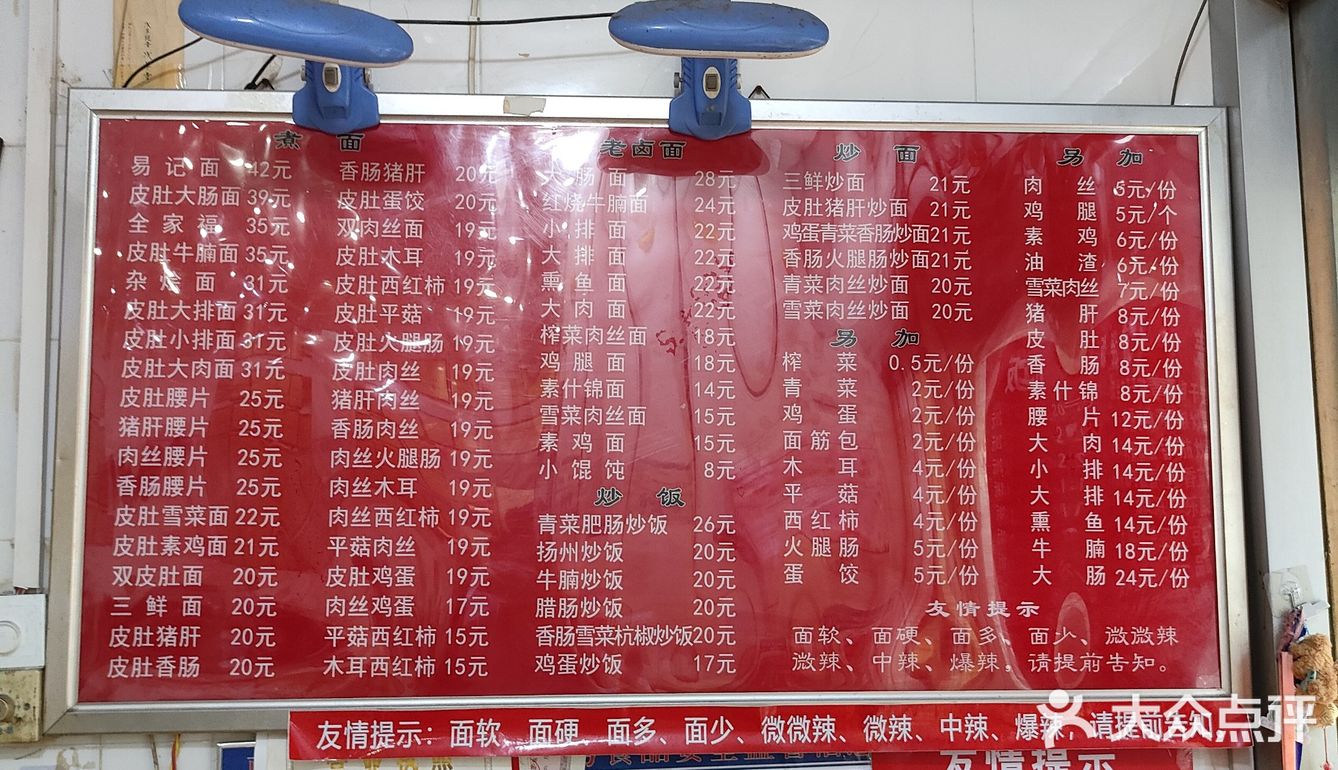 煮 面
易记面 42元
皮肚大肠面 39元
全家福 35元
皮肚牛腩面 35元
杂烩面 31元
皮肚大排面 31元
皮肚小排面 31元
皮肚大肉面 31元
皮肚腰片 25元
猪肝腰片 25元
肉丝腰片 25元
香肠腰片 25元
皮肚雪菜面 22元
皮肚素鸡面 21元
双皮肚面 20元
三鲜面 20元
皮肚猪肝 20元
皮肚香肠 20元
香肠猪肝 20元
皮肚蛋饺 20元
双肉丝面 19元
皮肚木耳 19元
皮肚西红柿 19元
皮肚平菇 19元
皮肚火腿肠 19元
皮肚肉丝 19元
猪肝肉丝 19元
香肠肉丝 19元
肉丝火腿肠 19元
肉丝木耳 19元
肉丝西红柿 19元
平菇肉丝 19元
皮肚鸡蛋 19元
肉丝鸡蛋 17元
平菇西红柿 15元
木耳西红柿 15元
老卤面
大肠面 28元
红烧牛腩面 24元
小排面 22元
大排面 22元
熏鱼面 22元
大肉面 22元
榨菜肉丝面 18元
鸡腿面 18元
素什锦面 14元
雪菜肉丝面 15元
素鸡面 15元
小馄饨 8元
炒 饭
青菜肥肠炒饭 26元
扬州炒饭 20元
牛腩炒饭 20元
腊肠炒饭 20元
香肠雪菜杭椒炒饭 20元
鸡蛋炒饭 17元
炒 面
三鲜炒面 21元
皮肚猪肝炒面 21元
鸡蛋青菜香肠炒面 21元
香肠火腿肠炒面 21元
青菜肉丝炒面 20元
雪菜肉丝炒面 20元
另 加
榨菜 0.5元/份
青菜 2元/份
鸡蛋 2元/份
面筋包 2元/份
木耳 4元/份
平菇 4元/份
西红柿 4元/份
火腿肠 5元/份
蛋饺 5元/份
另 加
肉丝 5元/份
鸡腿 5元/个
素鸡 6元/份
油渣 6元/份
雪菜肉丝 7元/份
猪肝 8元/份
皮肚 8元/份
香肠 8元/份
素什锦 8元/份
腰片 12元/份
大肉 14元/份
小排 14元/份
大排 14元/份
熏鱼 14元/份
牛腩 18元/份
大肠 24元/份
友情提示
面软、面硬、面多、面少、微微辣
微辣、中辣、爆辣，请提前告知。
友情提示：面软、面硬、面多、面少、微微辣、微辣、中辣、爆辣、请提前告知
大众点评
友情提示